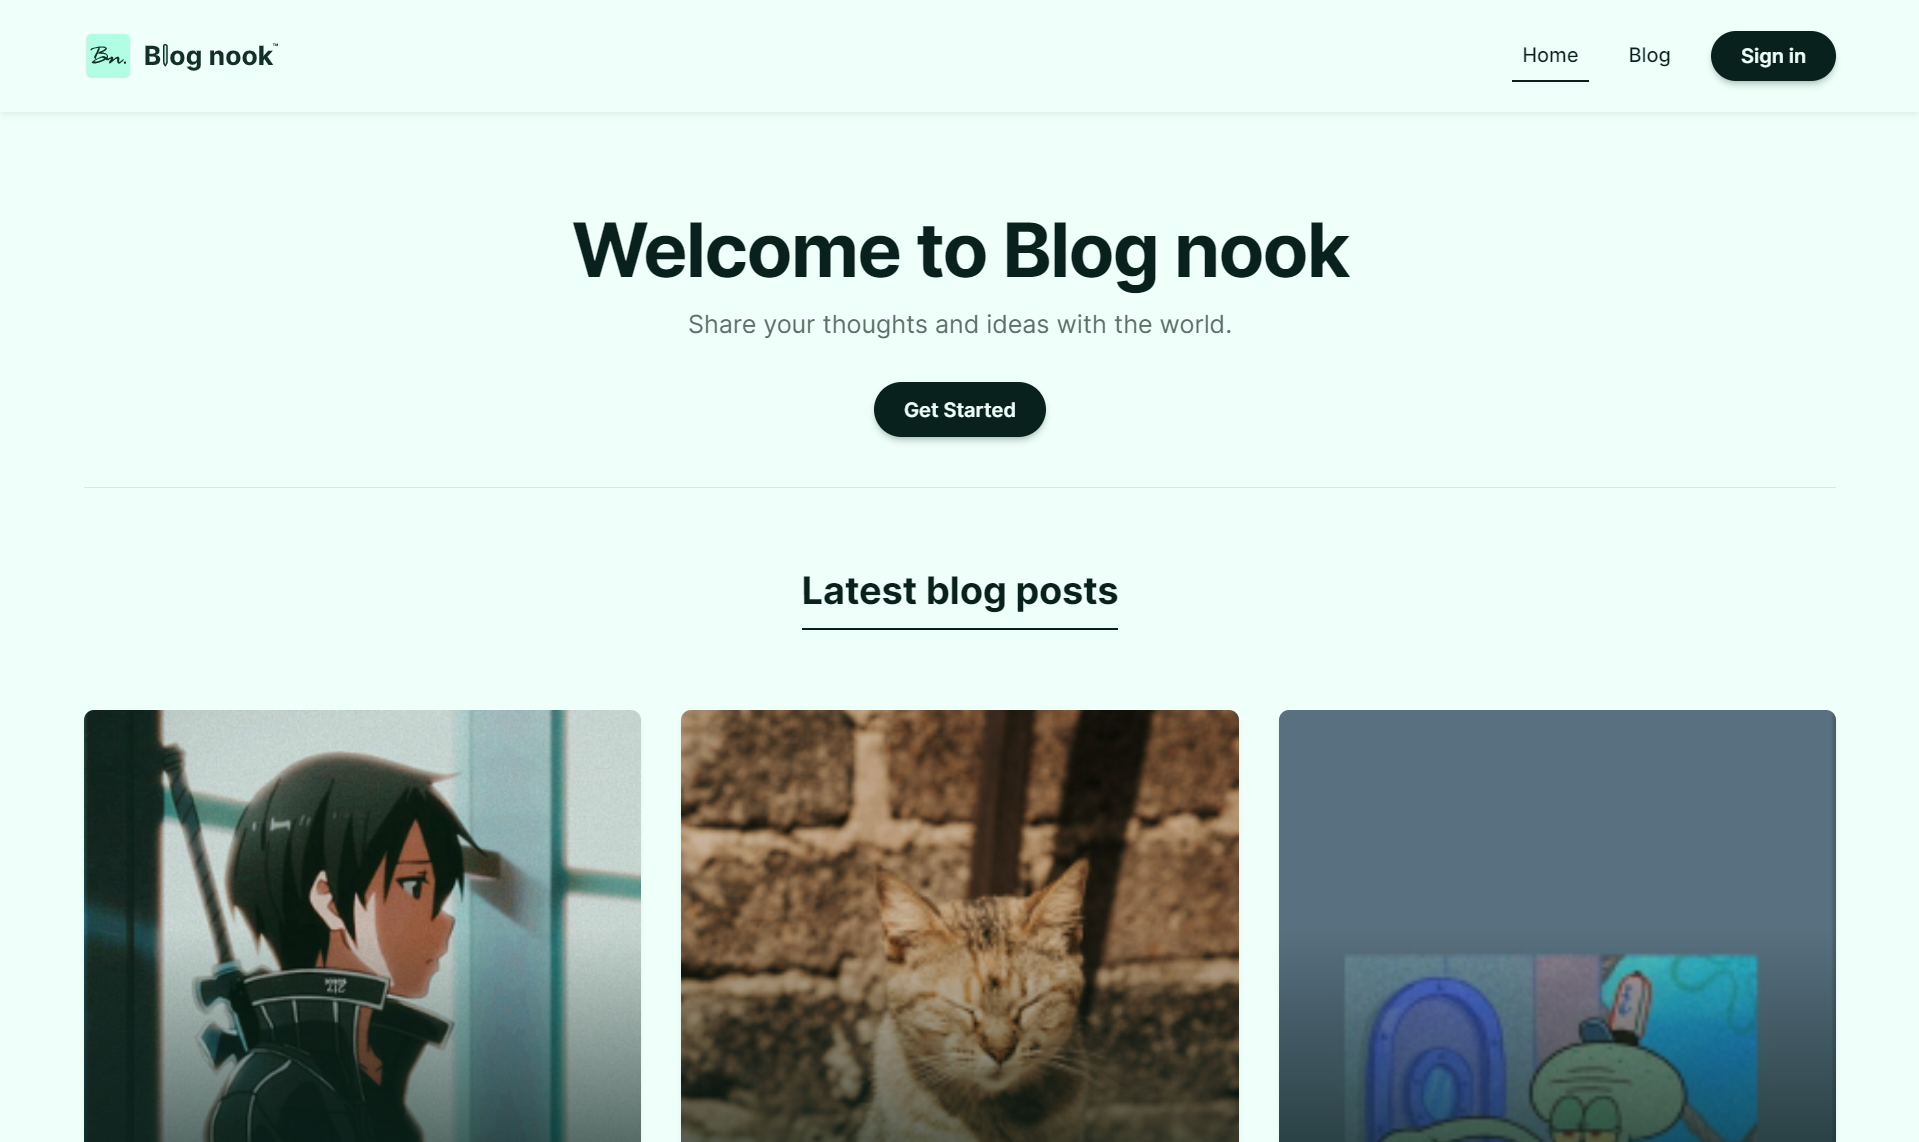 Bn.
Blog nook™
Home
Blog
Sign in
Welcome to Blog nook
Share your thoughts and ideas with the world.
Get Started
Latest blog posts